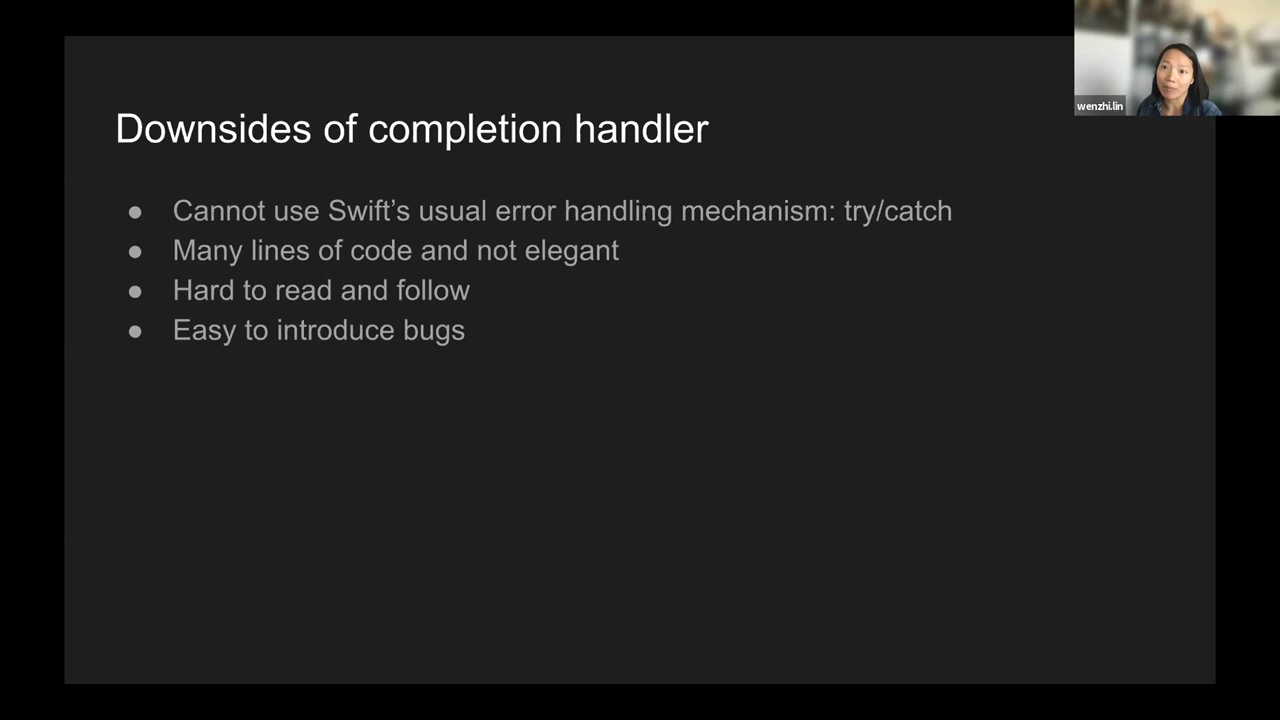 wenzhi.lin
Downsides of completion handler
● Cannot use Swift’s usual error handling mechanism: try/catch
● Many lines of code and not elegant
● Hard to read and follow
● Easy to introduce bugs